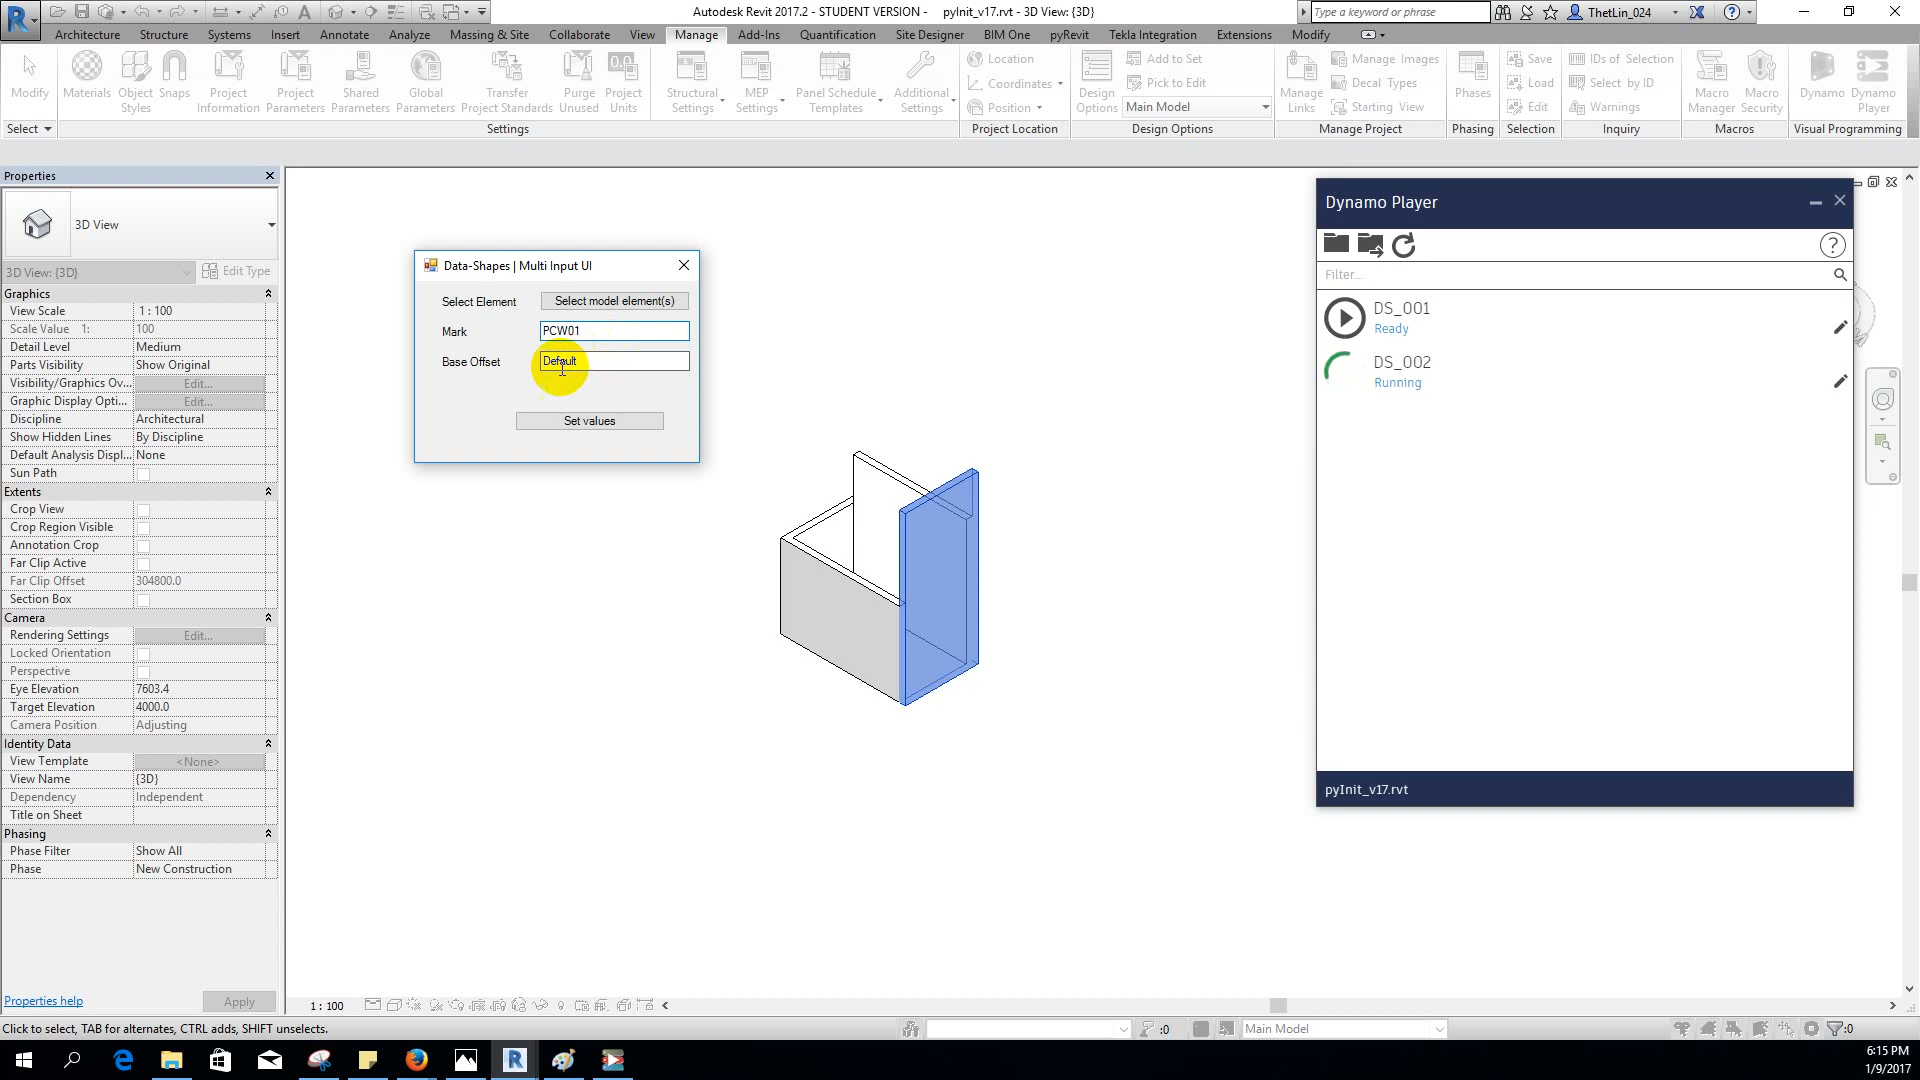 Autodesk Revit 2017.2 - STUDENT VERSION - pyInit_v17.rvt - 3D View: {3D}
Type a keyword or phrase
ThetLin_024
Architecture Structure Systems Insert Annotate Analyze Massing & Site Collaborate View Manage Add-Ins Quantification Site Designer BIM One pyRevit Tekla Integration Extensions Modify
Modify
Materials
Object Styles
Snaps
Project Information
Project Parameters
Shared Parameters
Global Parameters
Transfer Project Standards
Purge Unused
Project Units
Structural Settings
MEP Settings
Panel Schedule Templates
Additional Settings
Location
Coordinates
Position
Design Options
Add to Set
Pick to Edit
Main Model
Manage Links
Manage Images
Decal Types
Starting View
Phases
Save
Load
Edit
IDs of Selection
Select by ID
Warnings
Macro Manager
Macro Security
Dynamo
Dynamo Player
Select
Settings
Project Location
Design Options
Manage Project
Phasing
Selection
Inquiry
Macros
Visual Programming
Properties
3D View
3D View: {3D}
Edit Type
Graphics
View Scale 1 : 100
Scale Value 1: 100
Detail Level Medium
Parts Visibility Show Original
Visibility/Graphics Ov... Edit...
Graphic Display Opti... Edit...
Discipline Architectural
Show Hidden Lines By Discipline
Default Analysis Displ... None
Sun Path
Extents
Crop View
Crop Region Visible
Annotation Crop
Far Clip Active
Far Clip Offset 304800.0
Section Box
Camera
Rendering Settings Edit...
Locked Orientation
Perspective
Eye Elevation 7603.4
Target Elevation 4000.0
Camera Position Adjusting
Identity Data
View Template <None>
View Name {3D}
Dependency Independent
Title on Sheet
Phasing
Phase Filter Show All
Phase New Construction
Properties help
Apply
Data-Shapes | Multi Input UI
Select Element Select model element(s)
Mark PCW01
Base Offset Default
Set values
Dynamo Player
Filter...
DS_001
Ready
DS_002
Running
pyInit_v17.rvt
1 : 100
Click to select, TAB for alternates, CTRL adds, SHIFT unselects.
:0
Main Model
:0
6:15 PM
1/9/2017